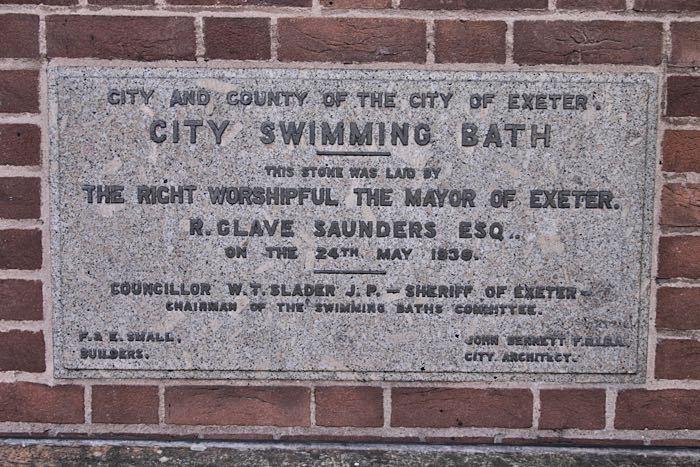 CITY AND COUNTY OF THE CITY OF EXETER.
CITY SWIMMING BATH
THIS STONE WAS LAID BY
THE RIGHT WORSHIPFUL THE MAYOR OF EXETER.
R. GLAVE SAUNDERS ESQ.,
ON THE 24TH MAY 1939.
COUNCILLOR W. T. SLADER J. P. – SHERIFF OF EXETER –
CHAIRMAN OF THE SWIMMING BATHS COMMITTEE.
F. & E. SMALL,
BUILDERS.
JOHN BENNETT F.R.I.B.A.
CITY ARCHITECT.